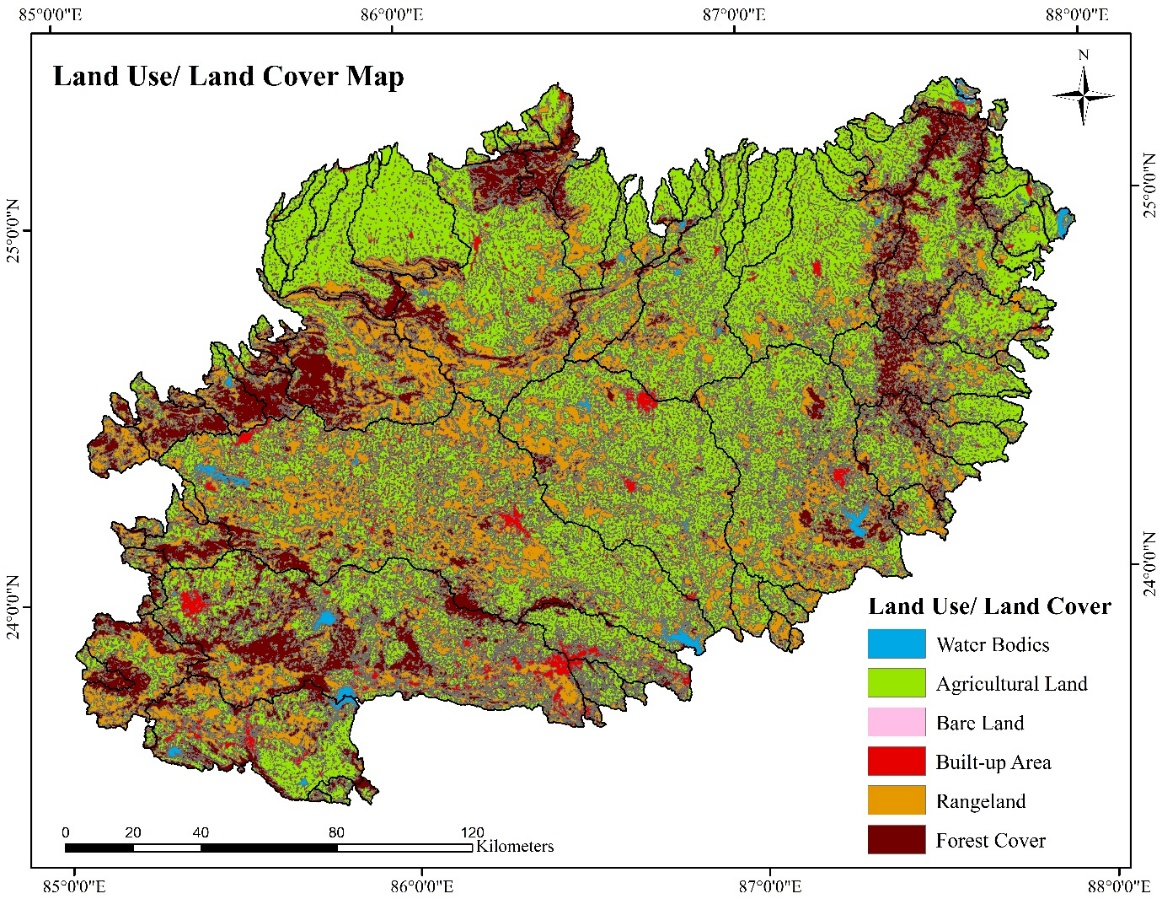 85°0'0"E 86°0'0"E 87°0'0"E 88°0'0"E
Land Use/ Land Cover Map
N
25°0'0"N
25°0'0"N
24°0'0"N
24°0'0"N
Land Use/ Land Cover
Water Bodies
Agricultural Land
Bare Land
Built-up Area
Rangeland
Forest Cover
0 20 40 80 120
Kilometers
85°0'0"E 86°0'0"E 87°0'0"E 88°0'0"E